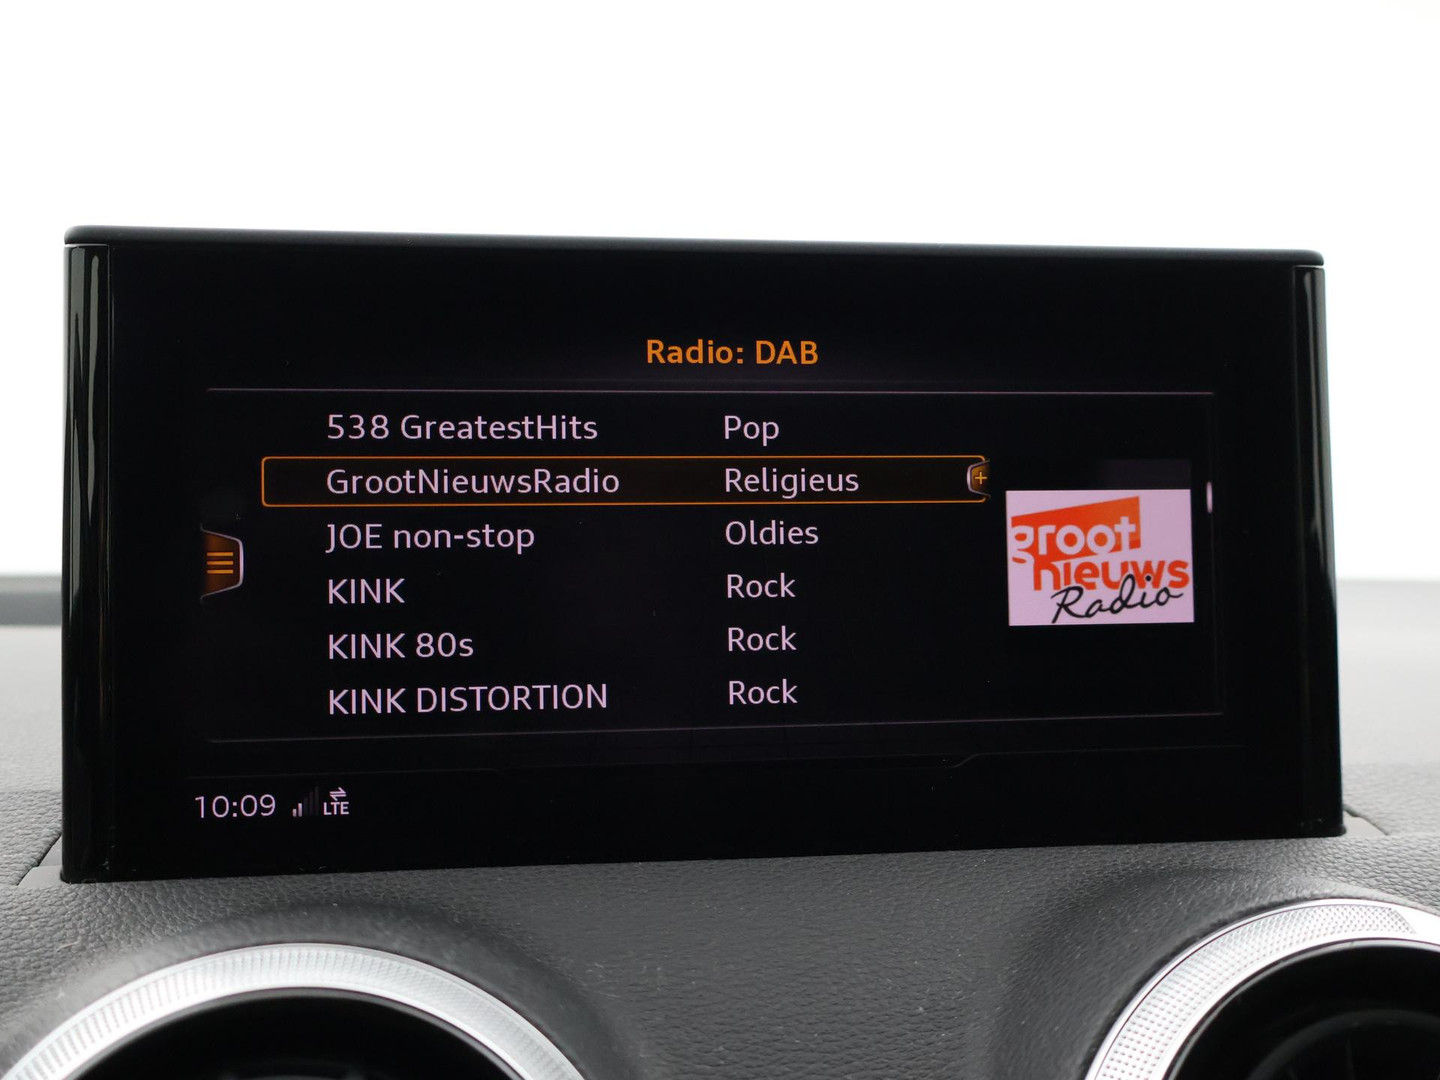 Radio: DAB
538 GreatestHits Pop
GrootNieuwsRadio Religieus +
JOE non-stop Oldies
KINK Rock
KINK 80s Rock
KINK DISTORTION Rock
groot
nieuws
Radio
10:09 LTE